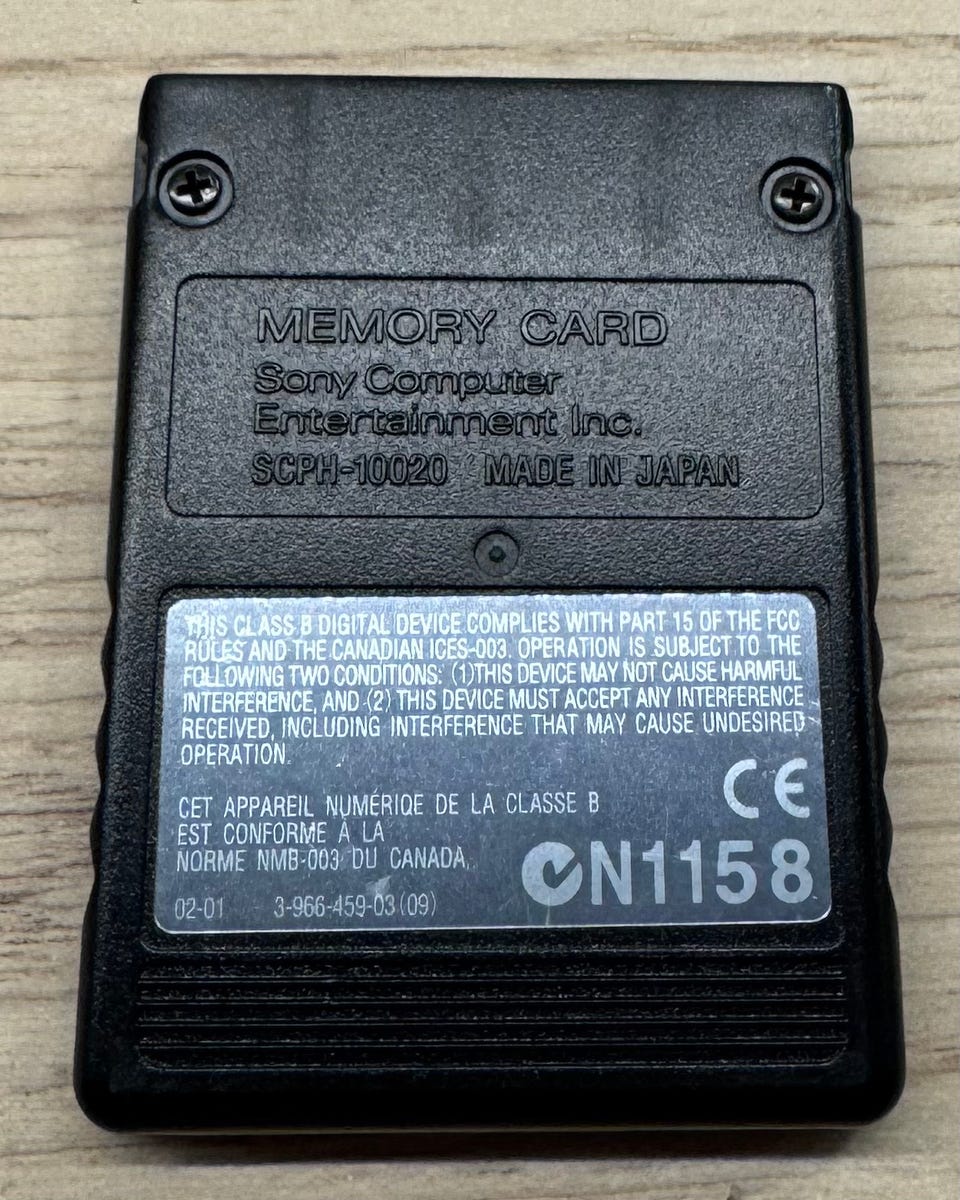 MEMORY CARD
Sony Computer
Entertainment Inc.
SCPH-10020 MADE IN JAPAN
THIS CLASS B DIGITAL DEVICE COMPLIES WITH PART 15 OF THE FCC
RULES AND THE CANADIAN ICES-003. OPERATION IS SUBJECT TO THE
FOLLOWING TWO CONDITIONS: (1)THIS DEVICE MAY NOT CAUSE HARMFUL
INTERFERENCE, AND (2) THIS DEVICE MUST ACCEPT ANY INTERFERENCE
RECEIVED, INCLUDING INTERFERENCE THAT MAY CAUSE UNDESIRED
OPERATION.
CE
CET APPAREIL NUMÉRIQE DE LA CLASSE B
EST CONFORME À LA
NORME NMB-003 DU CANADA.
N1158
02-01 3-966-459-03(09)